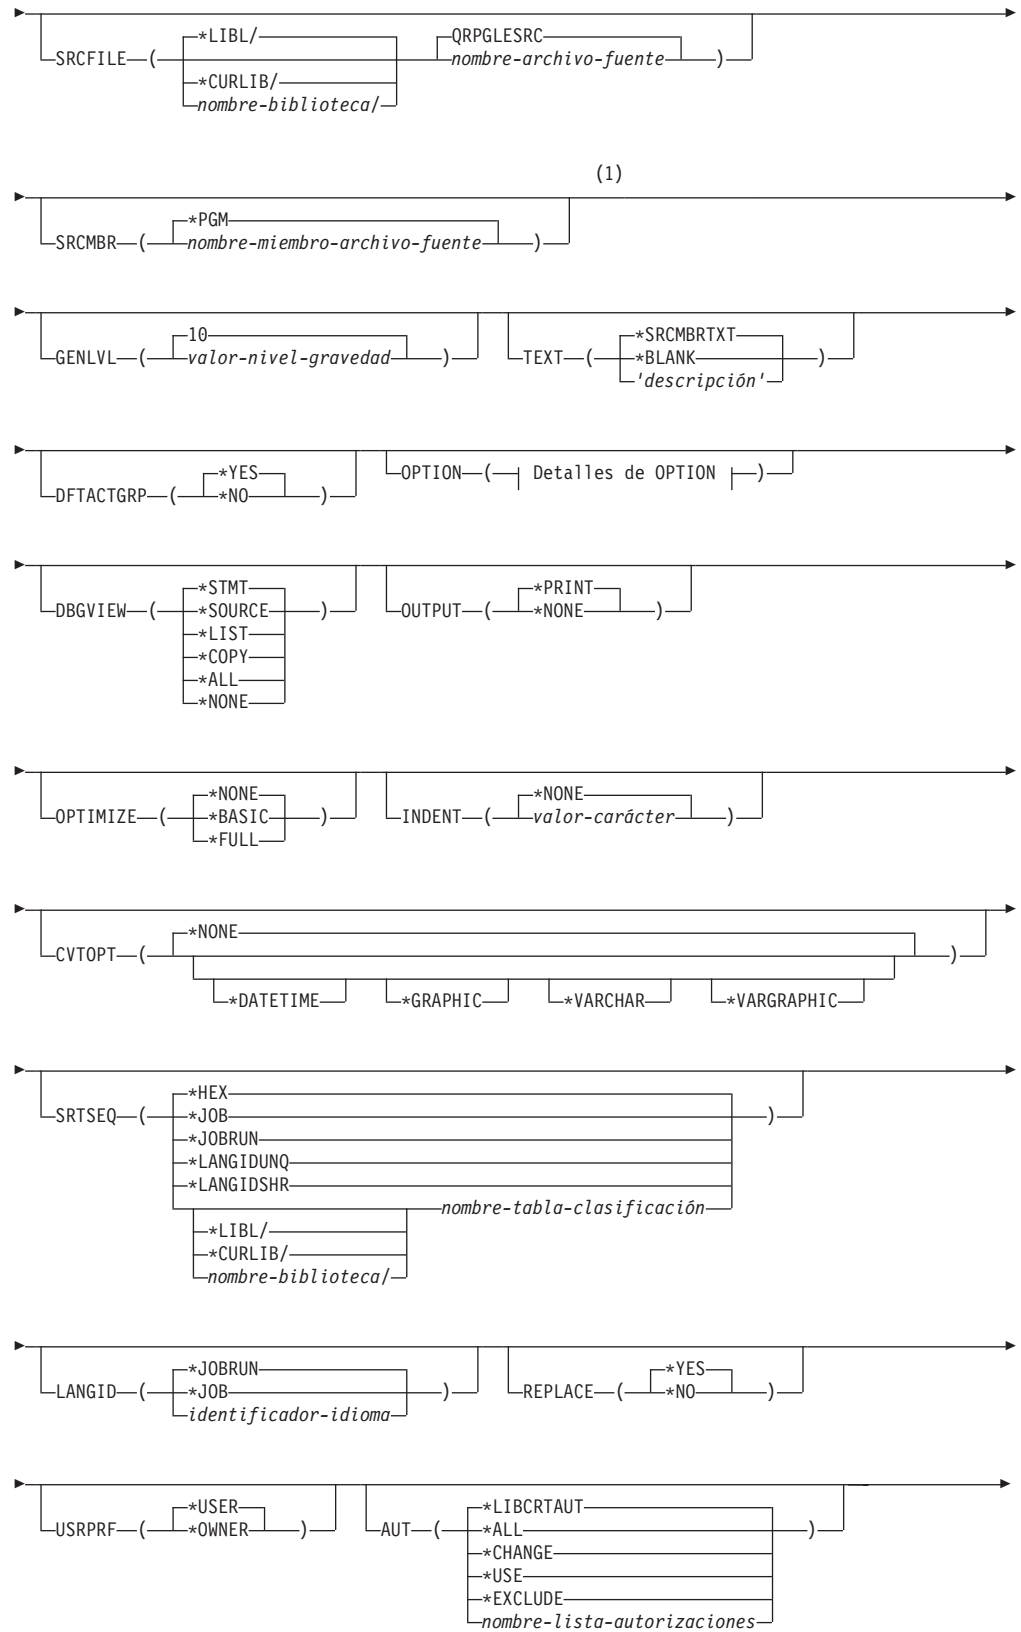 *LIBL/ QRPGLESRC
SRCFILE ( nombre-archivo-fuente )
*CURLIB/
nombre-biblioteca/
(1)
*PGM
SRCMBR ( nombre-miembro-archivo-fuente )
10 *SRCMBRTXT
GENLVL ( valor-nivel-gravedad ) TEXT ( *BLANK )
'descripción'
*YES OPTION ( Detalles de OPTION )
DFTACTGRP ( *NO )
*STMT *PRINT
DBGVIEW ( *SOURCE ) OUTPUT ( *NONE )
*LIST
*COPY
*ALL
*NONE
*NONE *NONE
OPTIMIZE ( *BASIC ) INDENT ( valor-carácter )
*FULL
*NONE
CVTOPT ( )
*DATETIME *GRAPHIC *VARCHAR *VARGRAPHIC
*HEX
SRTSEQ ( *JOB )
*JOBRUN
*LANGIDUNQ
*LANGIDSHR
nombre-tabla-clasificación
*LIBL/
*CURLIB/
nombre-biblioteca/
*JOBRUN *YES
LANGID ( *JOB ) REPLACE ( *NO )
identificador-idioma
*USER *LIBCRTAUT
USRPRF ( *OWNER ) AUT ( *ALL )
*CHANGE
*USE
*EXCLUDE
nombre-lista-autorizaciones